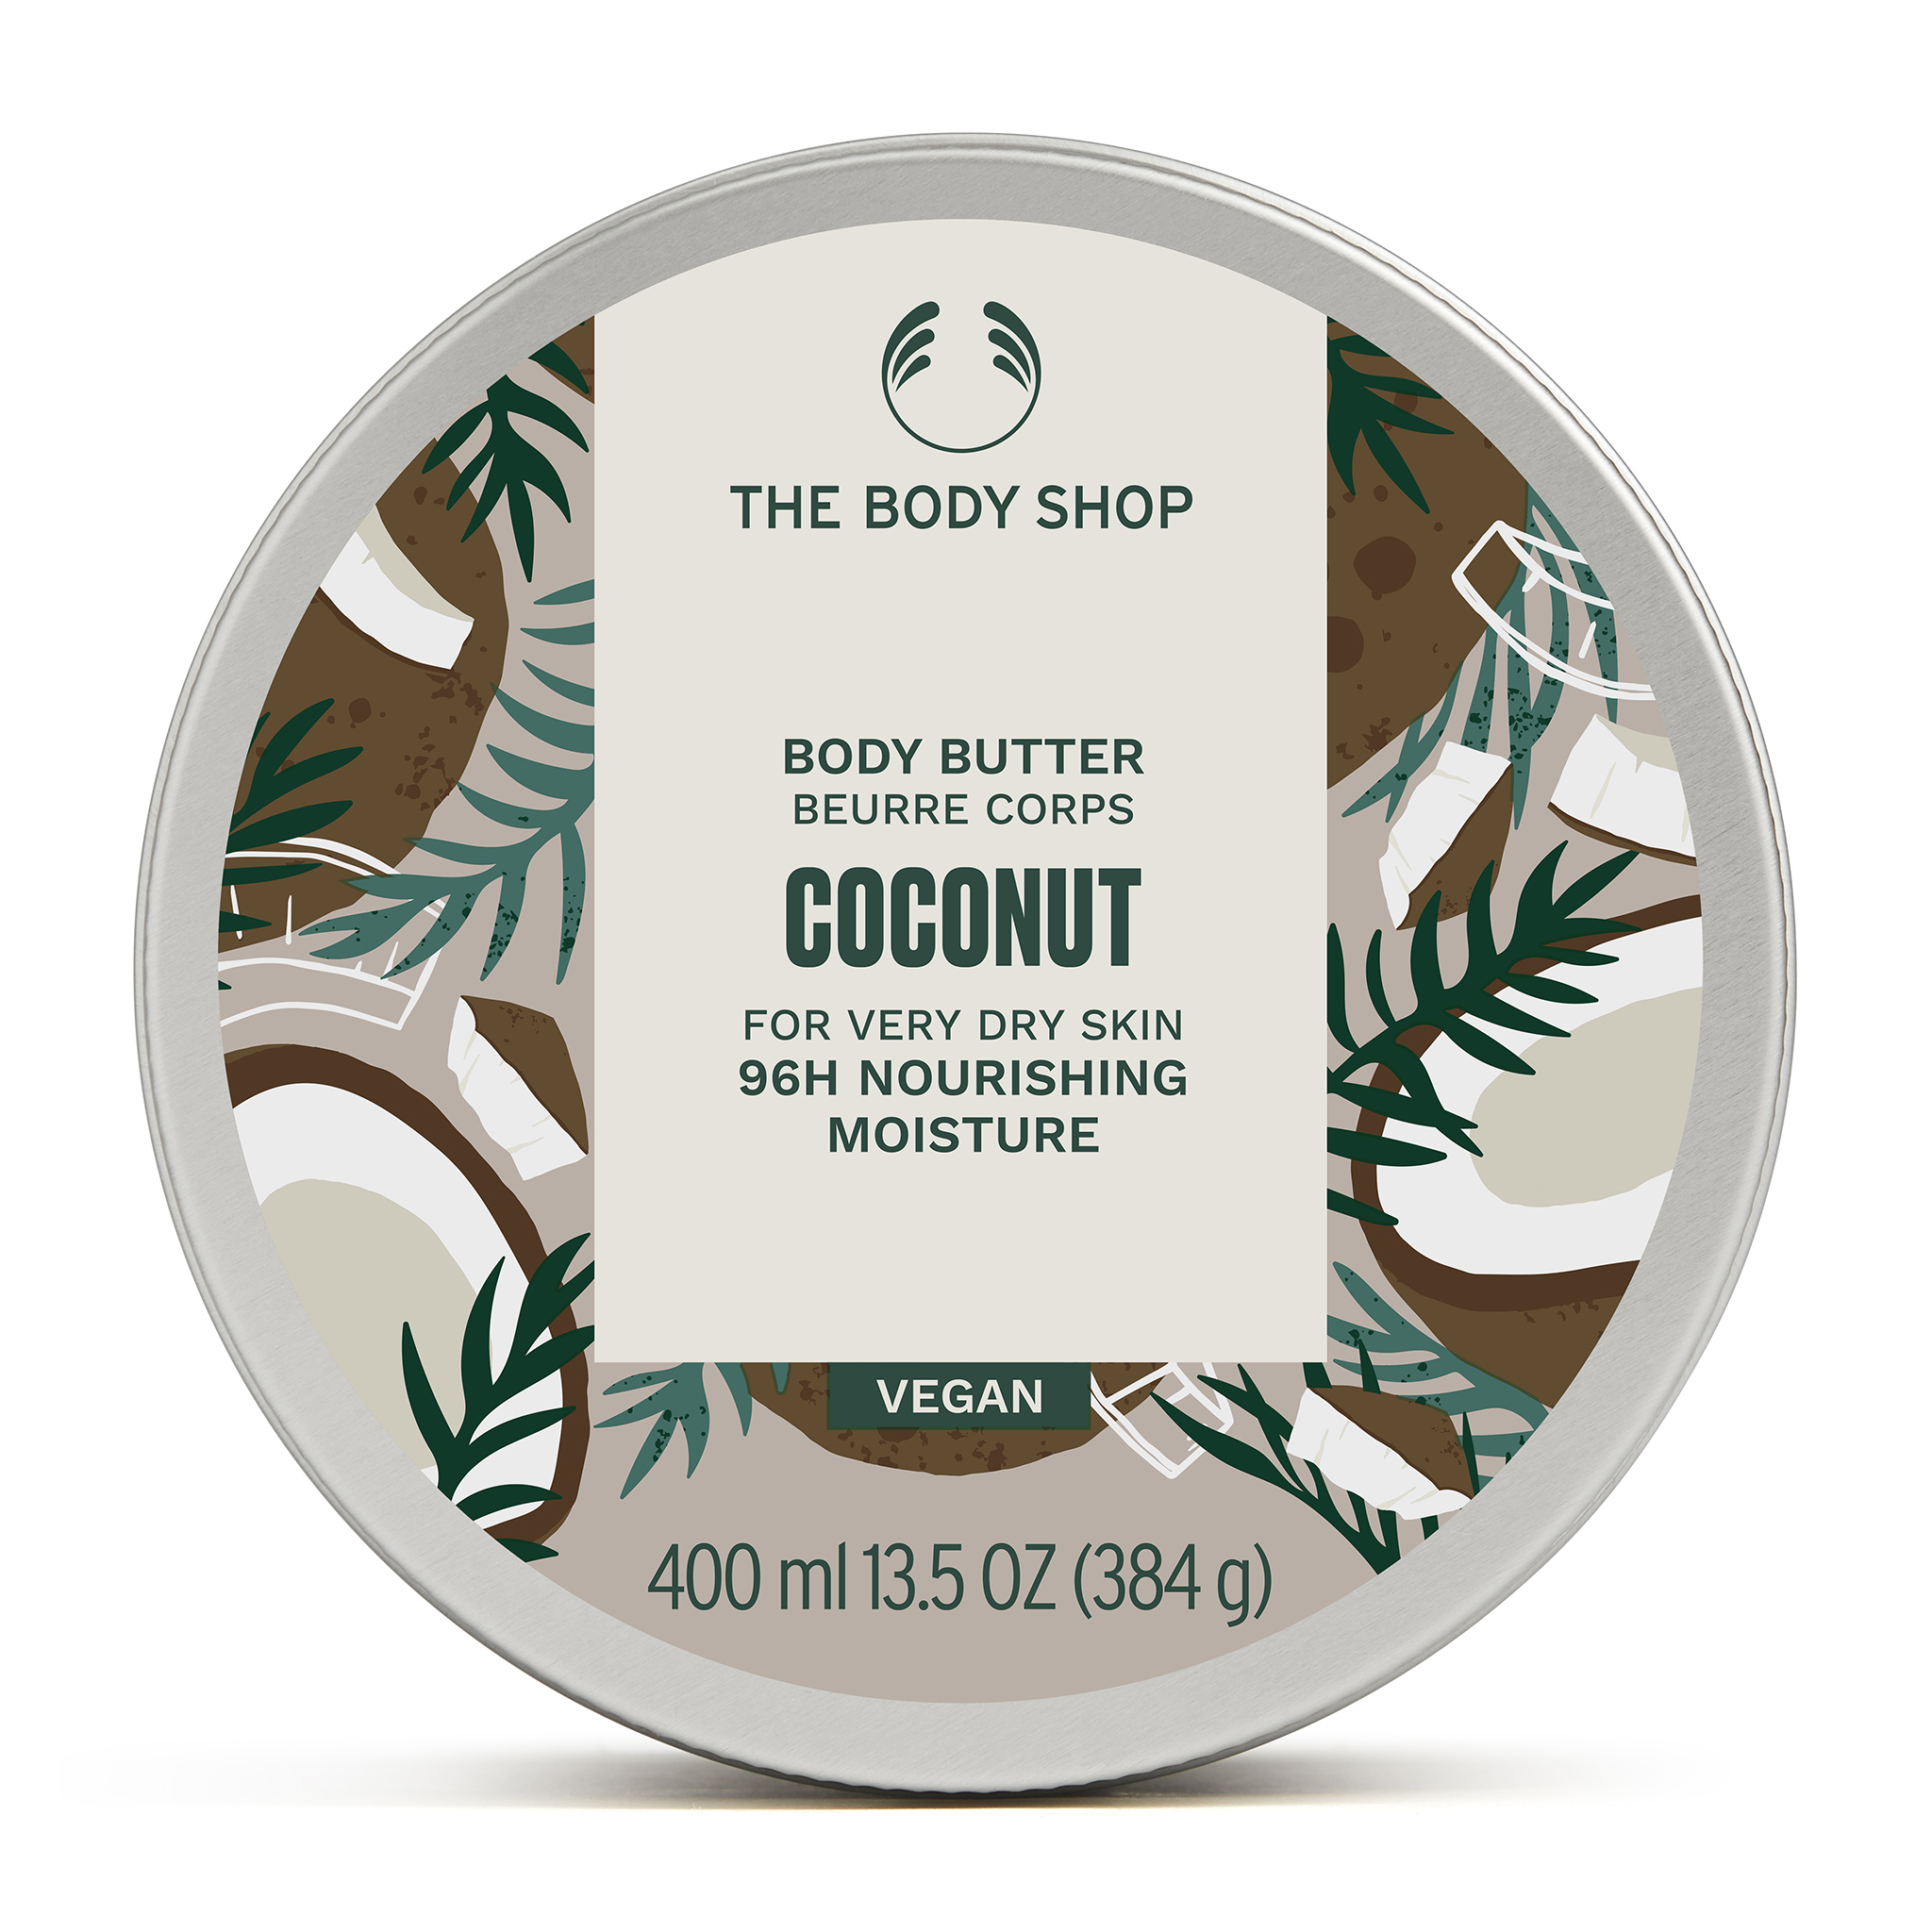 THE BODY SHOP
BODY BUTTER
BEURRE CORPS
COCONUT
FOR VERY DRY SKIN
96H NOURISHING
MOISTURE
VEGAN
400 ml 13.5 OZ (384 g)